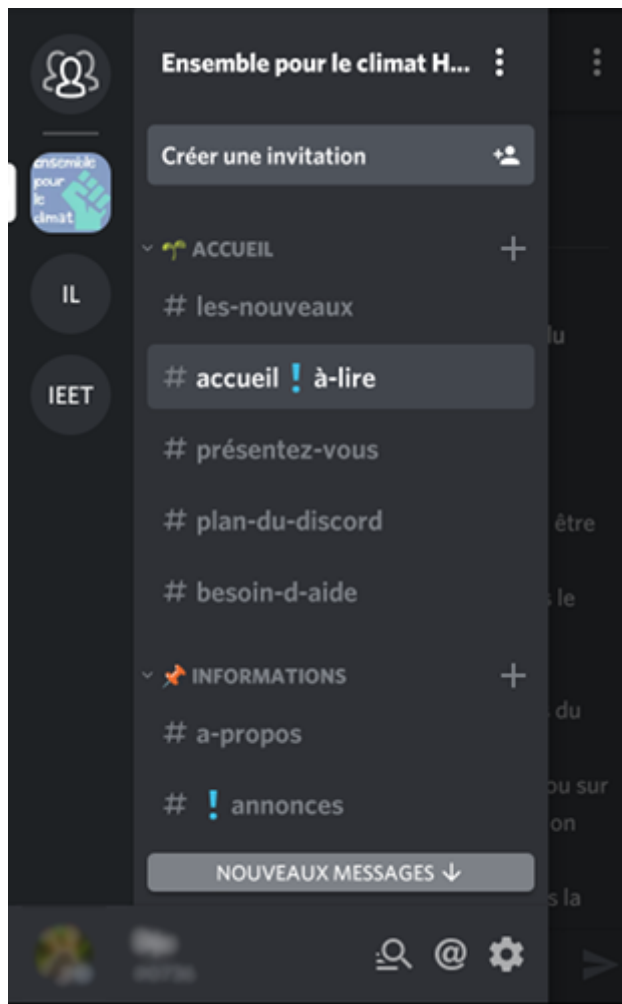 Ensemble pour le climat H...
Créer une invitation
ensemble
pour
le
climat
IL
IEET
ACCUEIL
# les-nouveaux
# accueil❗à-lire
# présentez-vous
# plan-du-discord
# besoin-d-aide
INFORMATIONS
# a-propos
# ❗annonces
NOUVEAUX MESSAGES ↓
être
le
du
ou sur
on
la
@